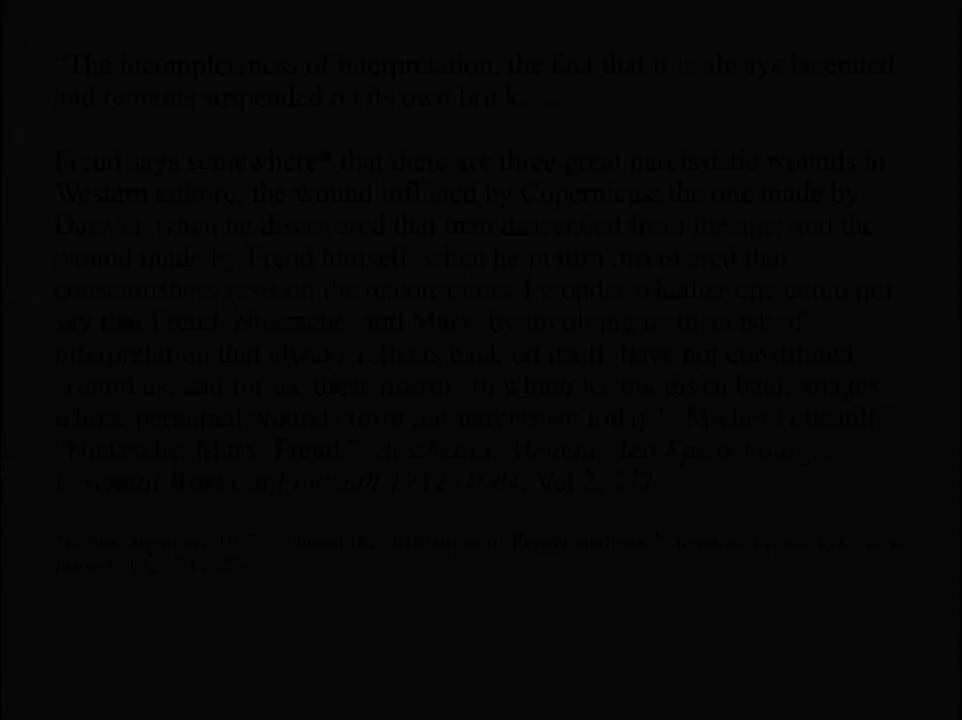 "The incompleteness of interpretation, the fact that it is always lacerated
and remains suspended on its own brink, ...
Freud says somewhere* that there are three great narcissistic wounds in
Western culture: the wound inflicted by Copernicus; the one made by
Darwin, when he discovered that man descended from the ape; and the
wound made by Freud himself, when he in turn discovered that
consciousness rests on the unconscious. I wonder whether one could not
say that Freud, Nietzsche, and Marx, by involving us in a task of
interpretation that always reflects back on itself, have not constituted
around us, and for us, these mirrors in which we are given back images
whose perennial wounds form our narcissism today." Michel Foucault
"Nietzsche, Marx, Freud." Aesthetics, Method, And Epistemology:
Essential Works of Foucault 1954 -1984, Vol 2, 272
the Difficulties of Psychoanalysis."